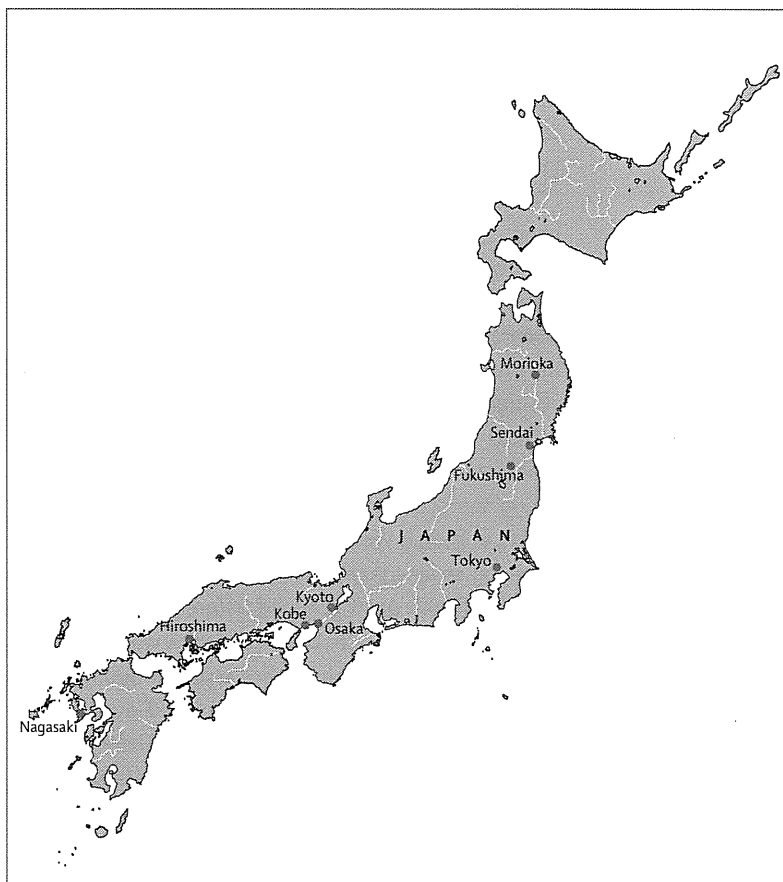 Morioka
Sendai
Fukushima
JAPAN
Tokyo
Kyoto
Kobe
Osaka
Hiroshima
Nagasaki